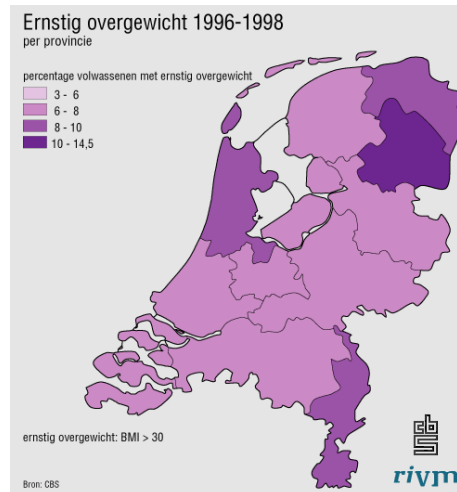 Ernstig overgewicht 1996-1998
per provincie
percentage volwassenen met ernstig overgewicht
3 - 6
6 - 8
8 - 10
10 - 14,5
ernstig overgewicht: BMI > 30
cbs
Bron: CBS
rivm